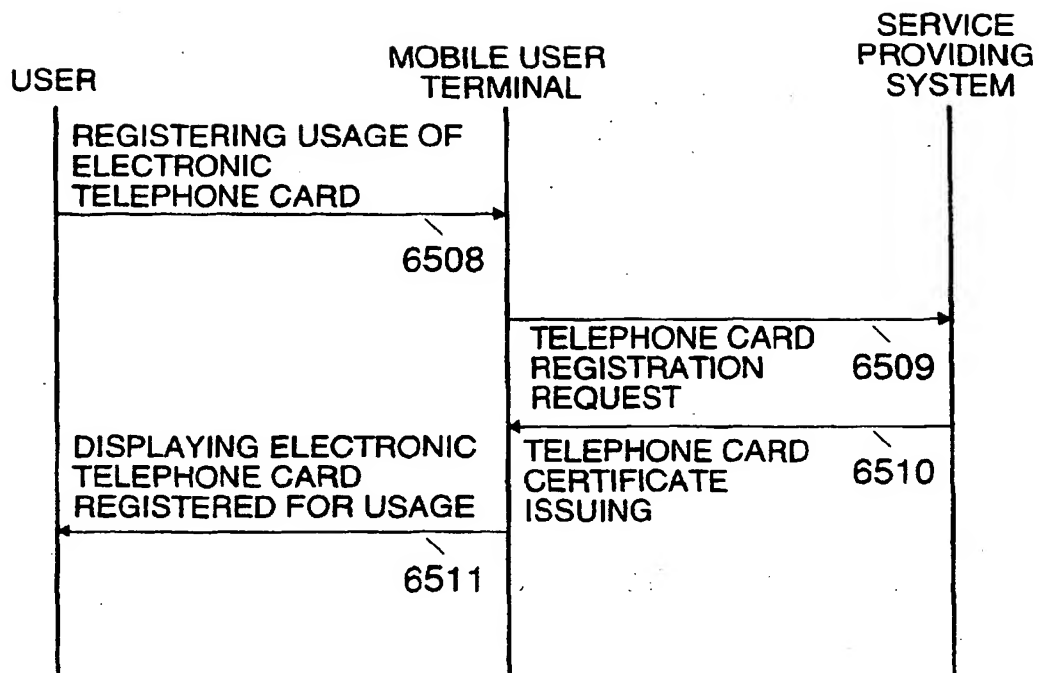 USER
MOBILE USER
TERMINAL
SERVICE
PROVIDING
SYSTEM
REGISTERING USAGE OF
ELECTRONIC
TELEPHONE CARD
6508
TELEPHONE CARD
REGISTRATION
REQUEST
6509
TELEPHONE CARD
CERTIFICATE
ISSUING
6510
DISPLAYING ELECTRONIC
TELEPHONE CARD
REGISTERED FOR USAGE
6511